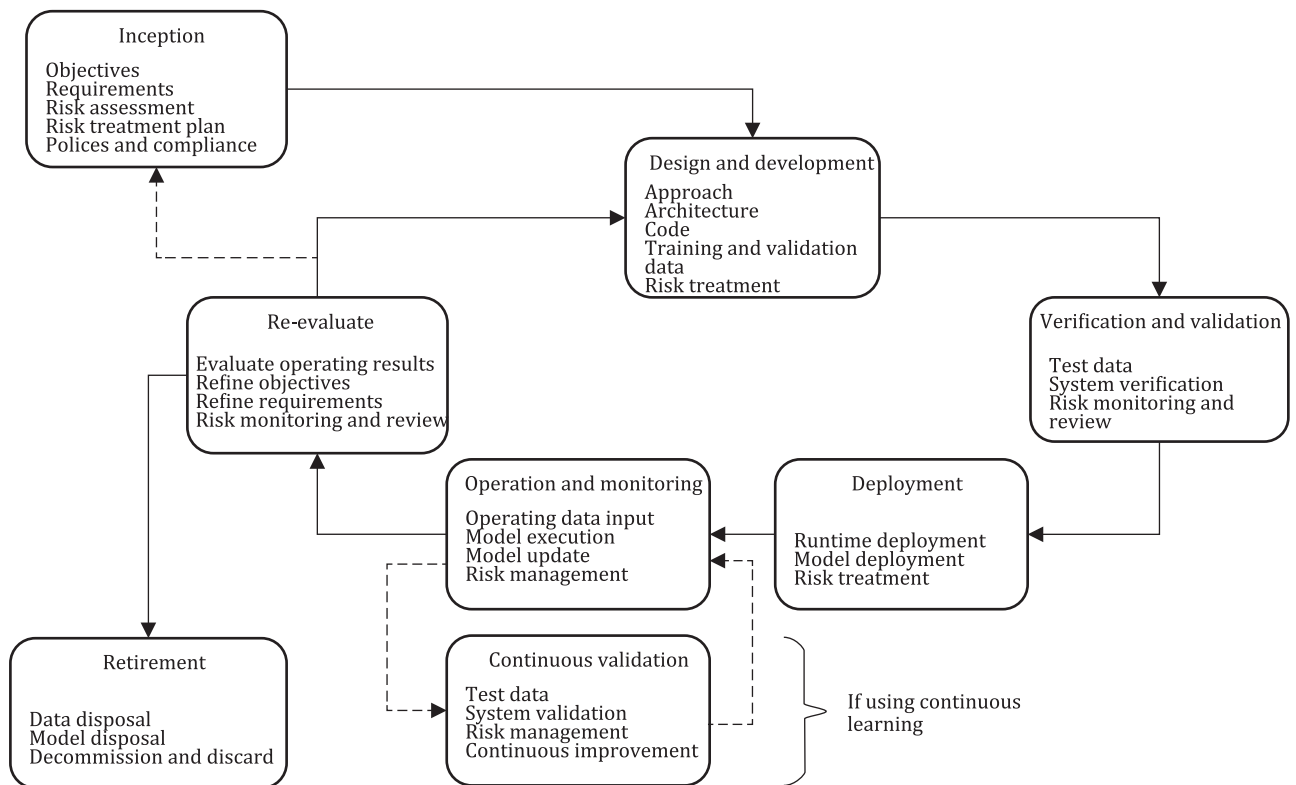 Inception
Objectives
Requirements
Risk assessment
Risk treatment plan
Polices and compliance
Design and development
Approach
Architecture
Code
Training and validation
data
Risk treatment
Re-evaluate
Evaluate operating results
Refine objectives
Refine requirements
Risk monitoring and review
Verification and validation
Test data
System verification
Risk monitoring and
review
Operation and monitoring
Operating data input
Model execution
Model update
Risk management
Deployment
Runtime deployment
Model deployment
Risk treatment
Retirement
Data disposal
Model disposal
Decommission and discard
Continuous validation
Test data
System validation
Risk management
Continuous improvement
If using continuous
learning